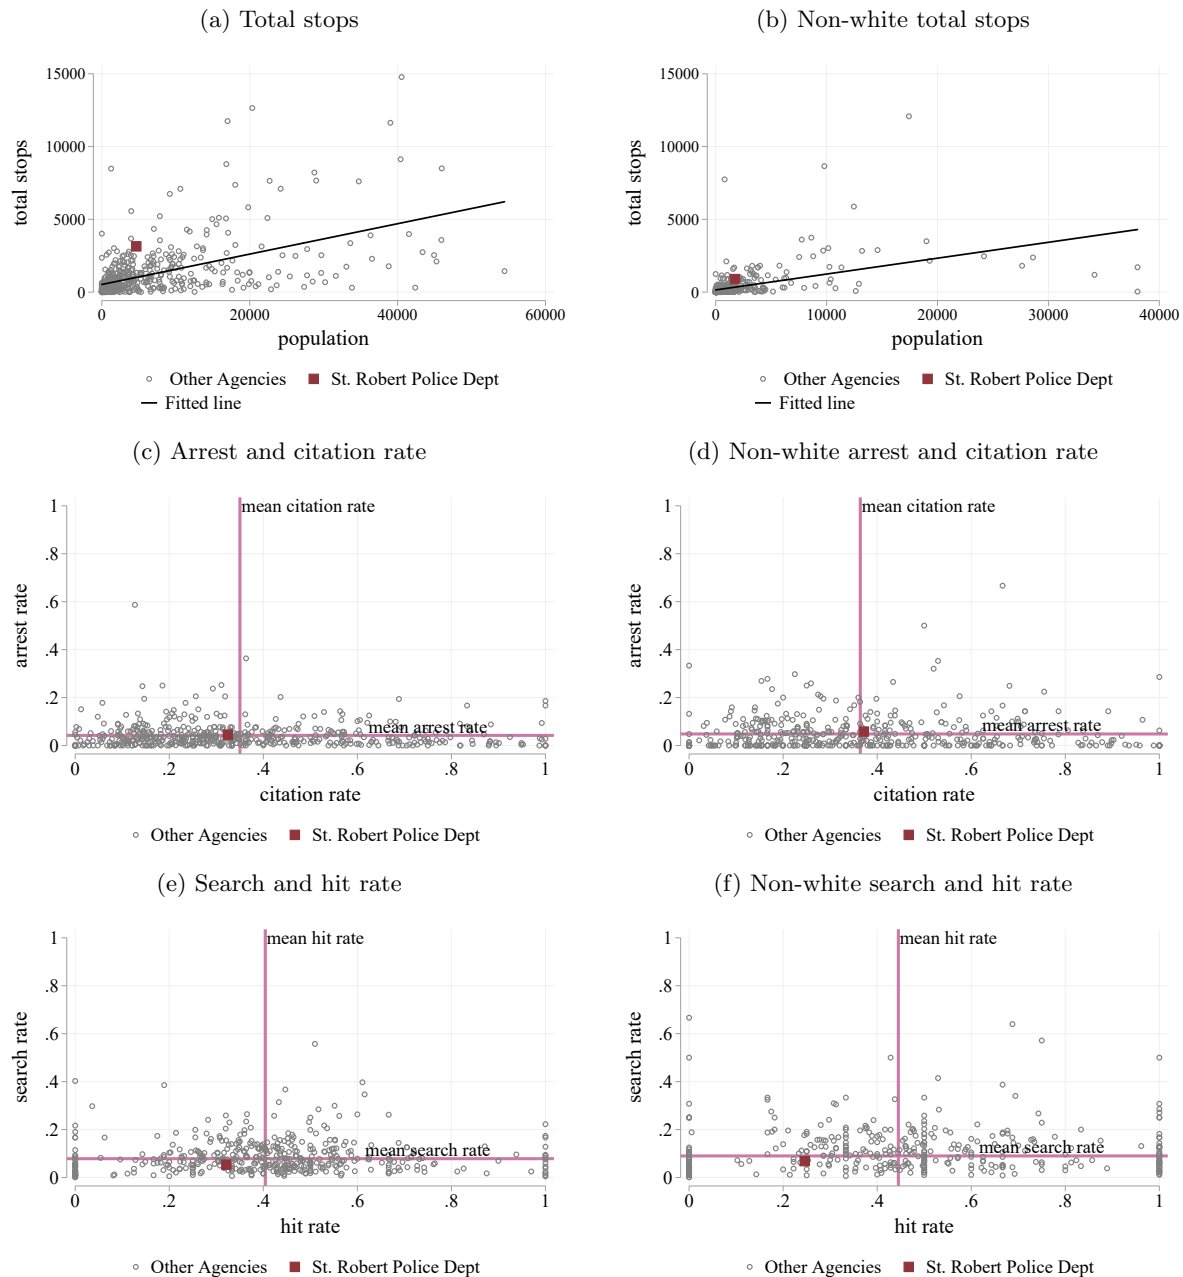 (a) Total stops
(b) Non-white total stops
15000
10000
5000
0
total stops
0 20000 40000 60000
population
Other Agencies St. Robert Police Dept
Fitted line
15000
10000
5000
0
total stops
0 10000 20000 30000 40000
population
Other Agencies St. Robert Police Dept
Fitted line
(c) Arrest and citation rate
(d) Non-white arrest and citation rate
1
.8
.6
.4
.2
0
arrest rate
mean citation rate
mean arrest rate
0 .2 .4 .6 .8 1
citation rate
Other Agencies St. Robert Police Dept
1
.8
.6
.4
.2
0
arrest rate
mean citation rate
mean arrest rate
0 .2 .4 .6 .8 1
citation rate
Other Agencies St. Robert Police Dept
(e) Search and hit rate
(f) Non-white search and hit rate
1
.8
.6
.4
.2
0
search rate
mean hit rate
mean search rate
0 .2 .4 .6 .8 1
hit rate
Other Agencies St. Robert Police Dept
1
.8
.6
.4
.2
0
search rate
mean hit rate
mean search rate
0 .2 .4 .6 .8 1
hit rate
Other Agencies St. Robert Police Dept